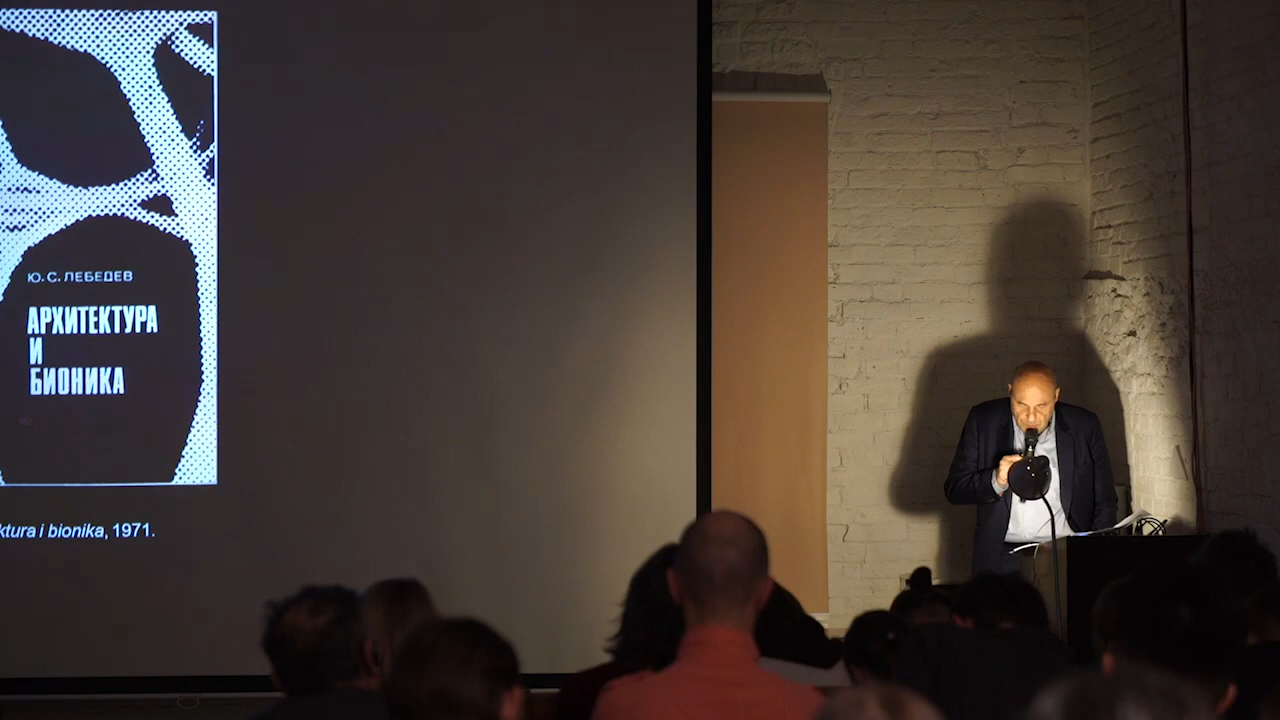 Ю. С. ЛЕБЕДЕВ
АРХИТЕКТУРА
И
БИОНИКА
ktura i bionika, 1971.